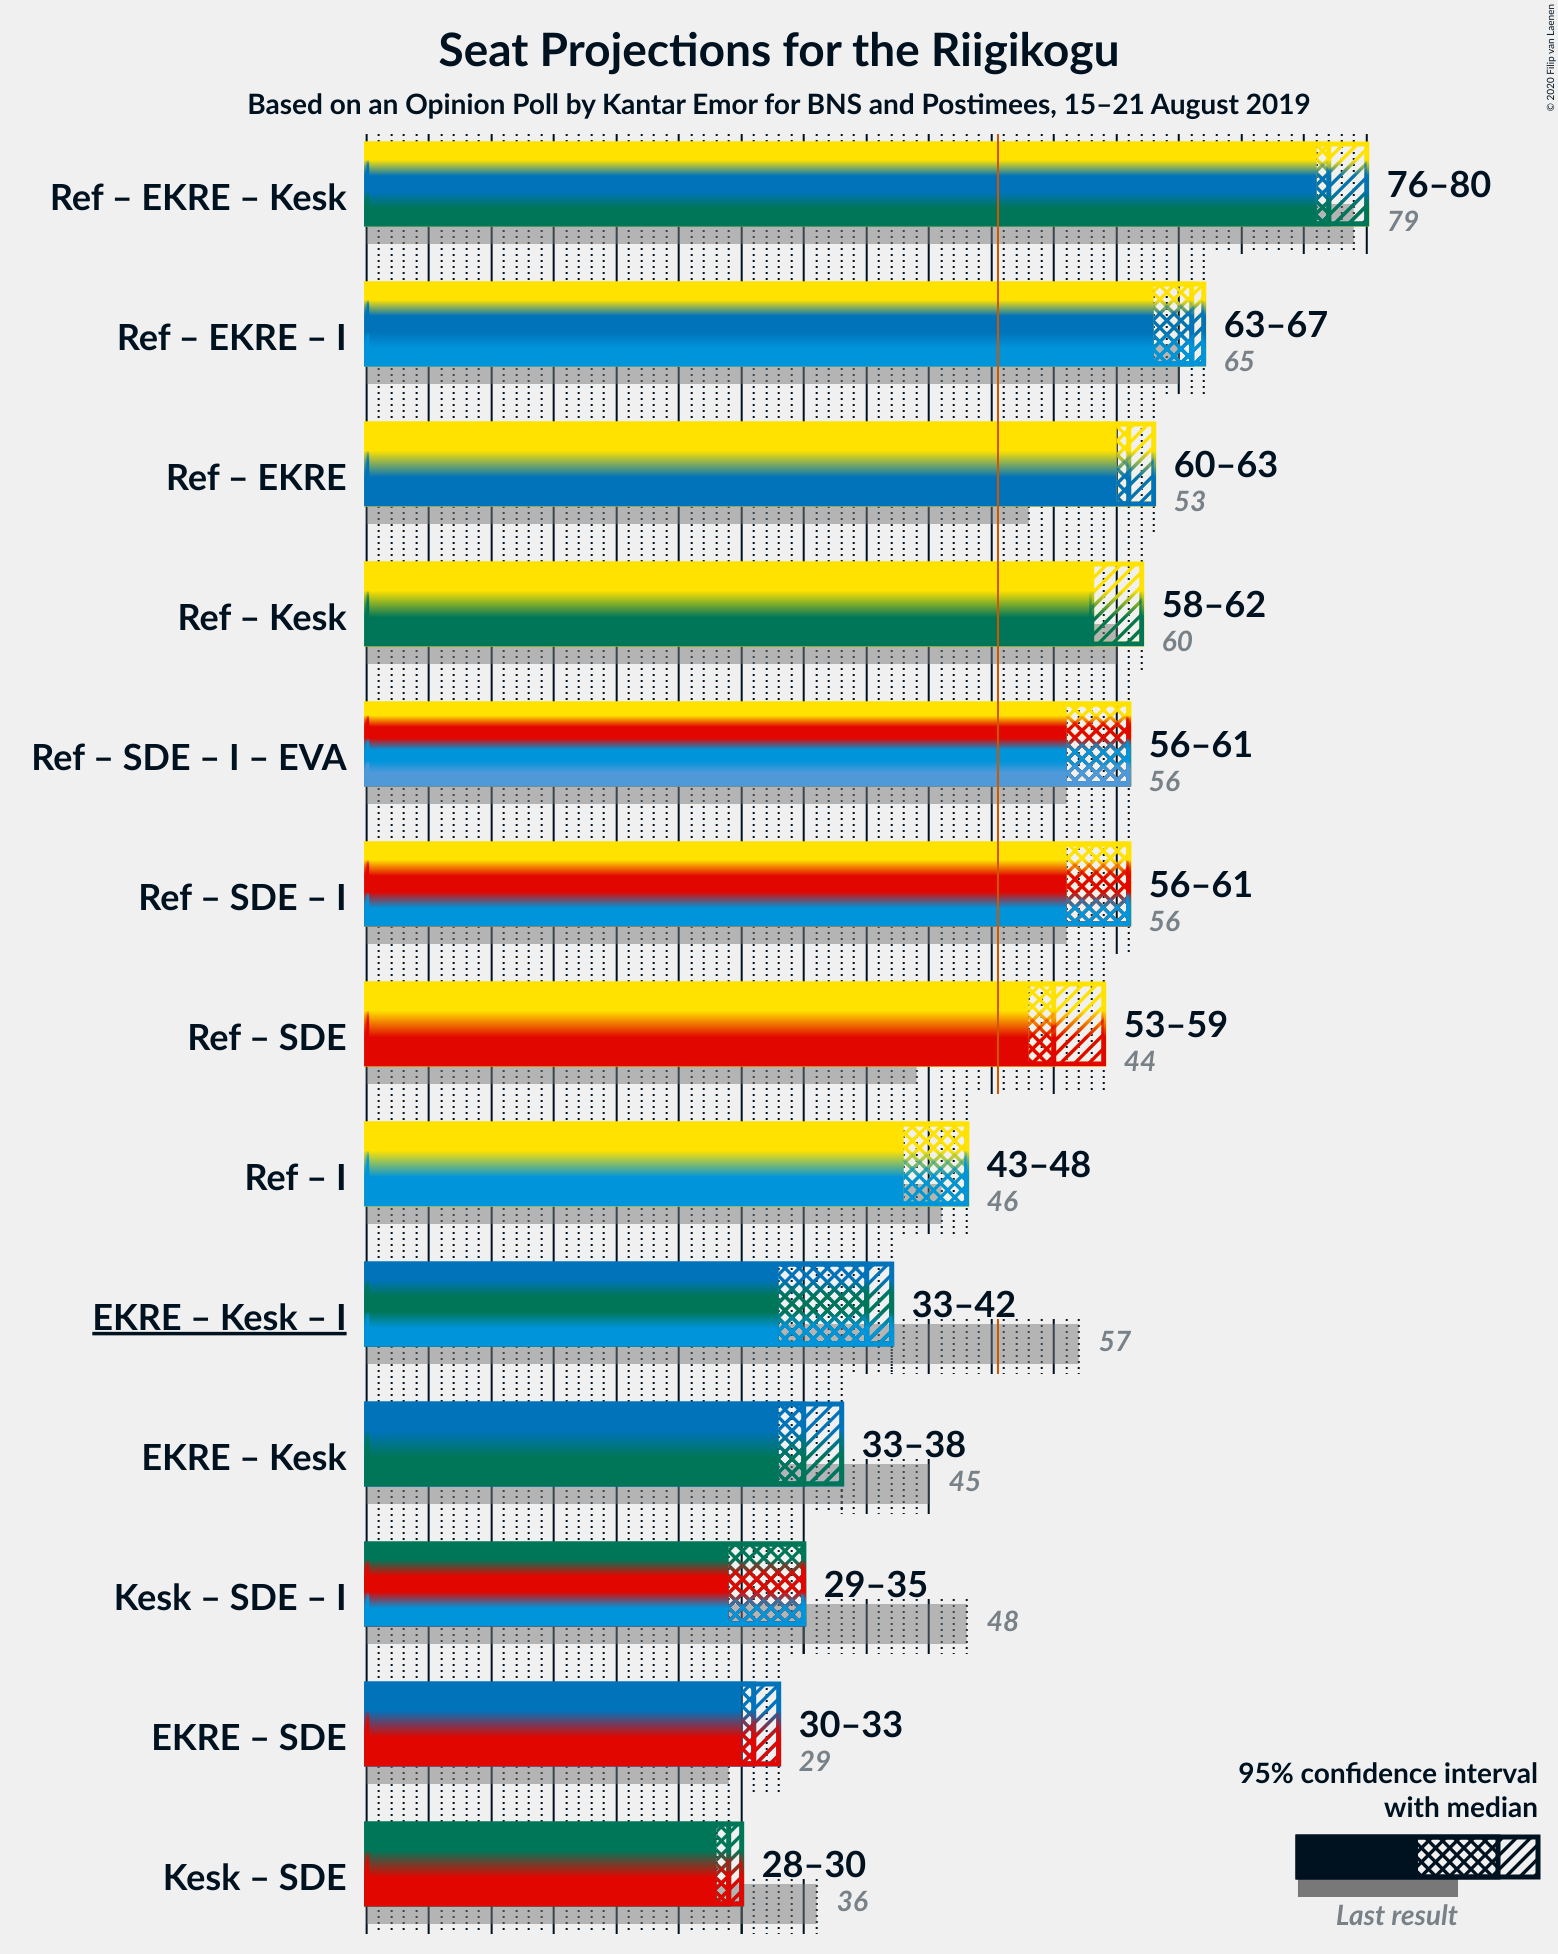 Seat Projections for the Riigikogu
Based on an Opinion Poll by Kantar Emor for BNS and Postimees, 15–21 August 2019
© 2020 Filip van Laenen
Ref – EKRE – Kesk
76–80
79
Ref – EKRE – I
63–67
65
Ref – EKRE
60–63
53
Ref – Kesk
58–62
60
Ref – SDE – I – EVA
56–61
56
Ref – SDE – I
56–61
56
Ref – SDE
53–59
44
Ref – I
43–48
46
EKRE – Kesk – I
33–42
57
EKRE – Kesk
33–38
45
Kesk – SDE – I
29–35
48
EKRE – SDE
30–33
29
Kesk – SDE
28–30
36
95% confidence interval
with median
Last result